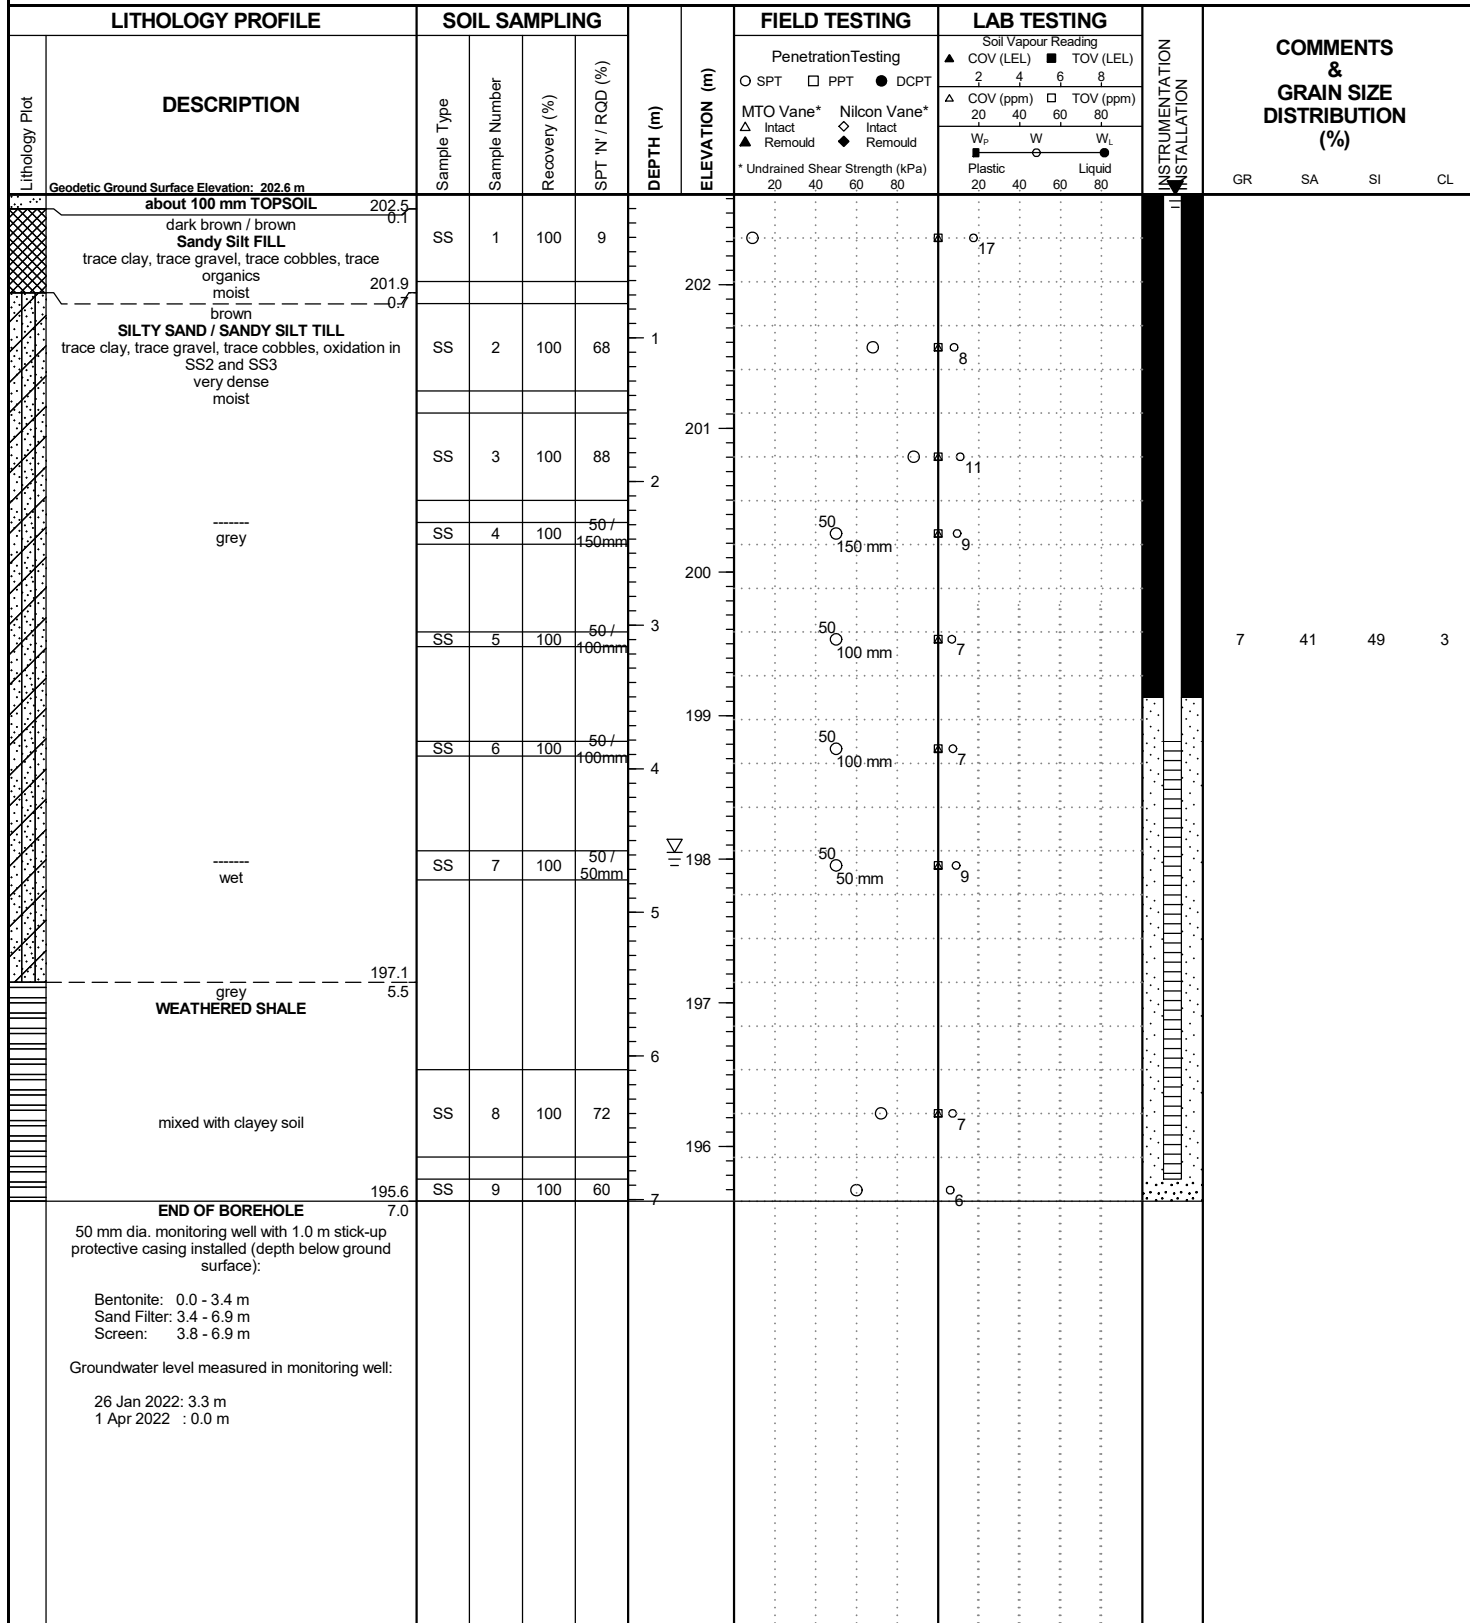 LITHOLOGY PROFILE
SOIL SAMPLING
FIELD TESTING
LAB TESTING
Lithology Plot
DESCRIPTION
Geodetic Ground Surface Elevation: 202.6 m
Sample Type
Sample Number
Recovery (%)
SPT 'N' / RQD (%)
DEPTH (m)
ELEVATION (m)
PenetrationTesting
SPT PPT DCPT
MTO Vane* Nilcon Vane*
Intact Intact
Remould Remould
* Undrained Shear Strength (kPa)
20 40 60 80
Soil Vapour Reading
COV (LEL) TOV (LEL)
2 4 6 8
COV (ppm) TOV (ppm)
20 40 60 80
WP W WL
Plastic Liquid
20 40 60 80
INSTRUMENTATION
INSTALLATION
COMMENTS
&
GRAIN SIZE
DISTRIBUTION
(%)
GR SA SI CL
about 100 mm TOPSOIL 202.5
0.1
dark brown / brown
Sandy Silt FILL
trace clay, trace gravel, trace cobbles, trace
organics
201.9
moist
0.7
SS 1 100 9
17
202
brown
SILTY SAND / SANDY SILT TILL
trace clay, trace gravel, trace cobbles, oxidation in
SS2 and SS3
very dense
moist
SS 2 100 68
1
8
201
SS 3 100 88
11
2
-------
grey
SS 4 100 50 /
150mm
50
150 mm
9
200
3
SS 5 100 50 /
100mm
50
100 mm
7
7 41 49 3
199
SS 6 100 50 /
100mm
50
100 mm
7
4
-------
wet
SS 7 100 50 /
50mm
198
50
50 mm
9
5
197.1
5.5
grey
WEATHERED SHALE
197
6
mixed with clayey soil
SS 8 100 72
7
196
195.6
SS 9 100 60
6
7
END OF BOREHOLE 7.0
50 mm dia. monitoring well with 1.0 m stick-up
protective casing installed (depth below ground
surface):
Bentonite: 0.0 - 3.4 m
Sand Filter: 3.4 - 6.9 m
Screen: 3.8 - 6.9 m
Groundwater level measured in monitoring well:
26 Jan 2022: 3.3 m
1 Apr 2022 : 0.0 m